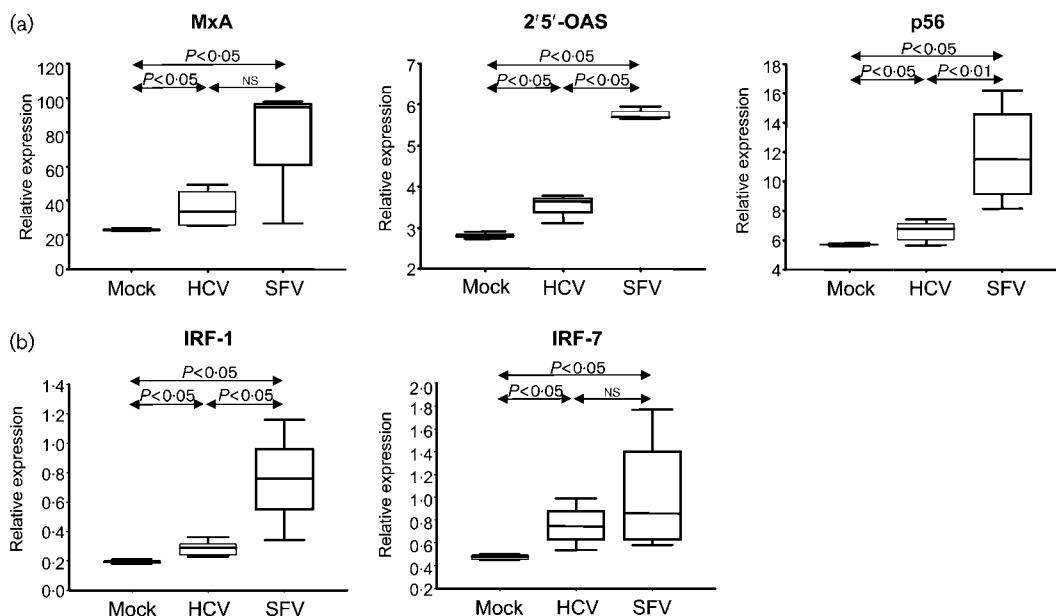 (a)
MxA
P<0·05
P<0·05 NS
120
100
80
60
40
20
0
Relative expression
Mock HCV SFV
2′5′-OAS
P<0·05
P<0·05 P<0·05
7
6
5
4
3
2
Relative expression
Mock HCV SFV
p56
P<0·05
P<0·05 P<0·01
18
16
14
12
10
8
6
4
Relative expression
Mock HCV SFV
(b)
IRF-1
P<0·05
P<0·05 P<0·05
1·4
1·2
1·0
0·8
0·6
0·4
0·2
0·0
Relative expression
Mock HCV SFV
IRF-7
P<0·05
P<0·05 NS
2·0
1·8
1·6
1·4
1·2
1·0
0·8
0·6
0·4
0·2
Relative expression
Mock HCV SFV